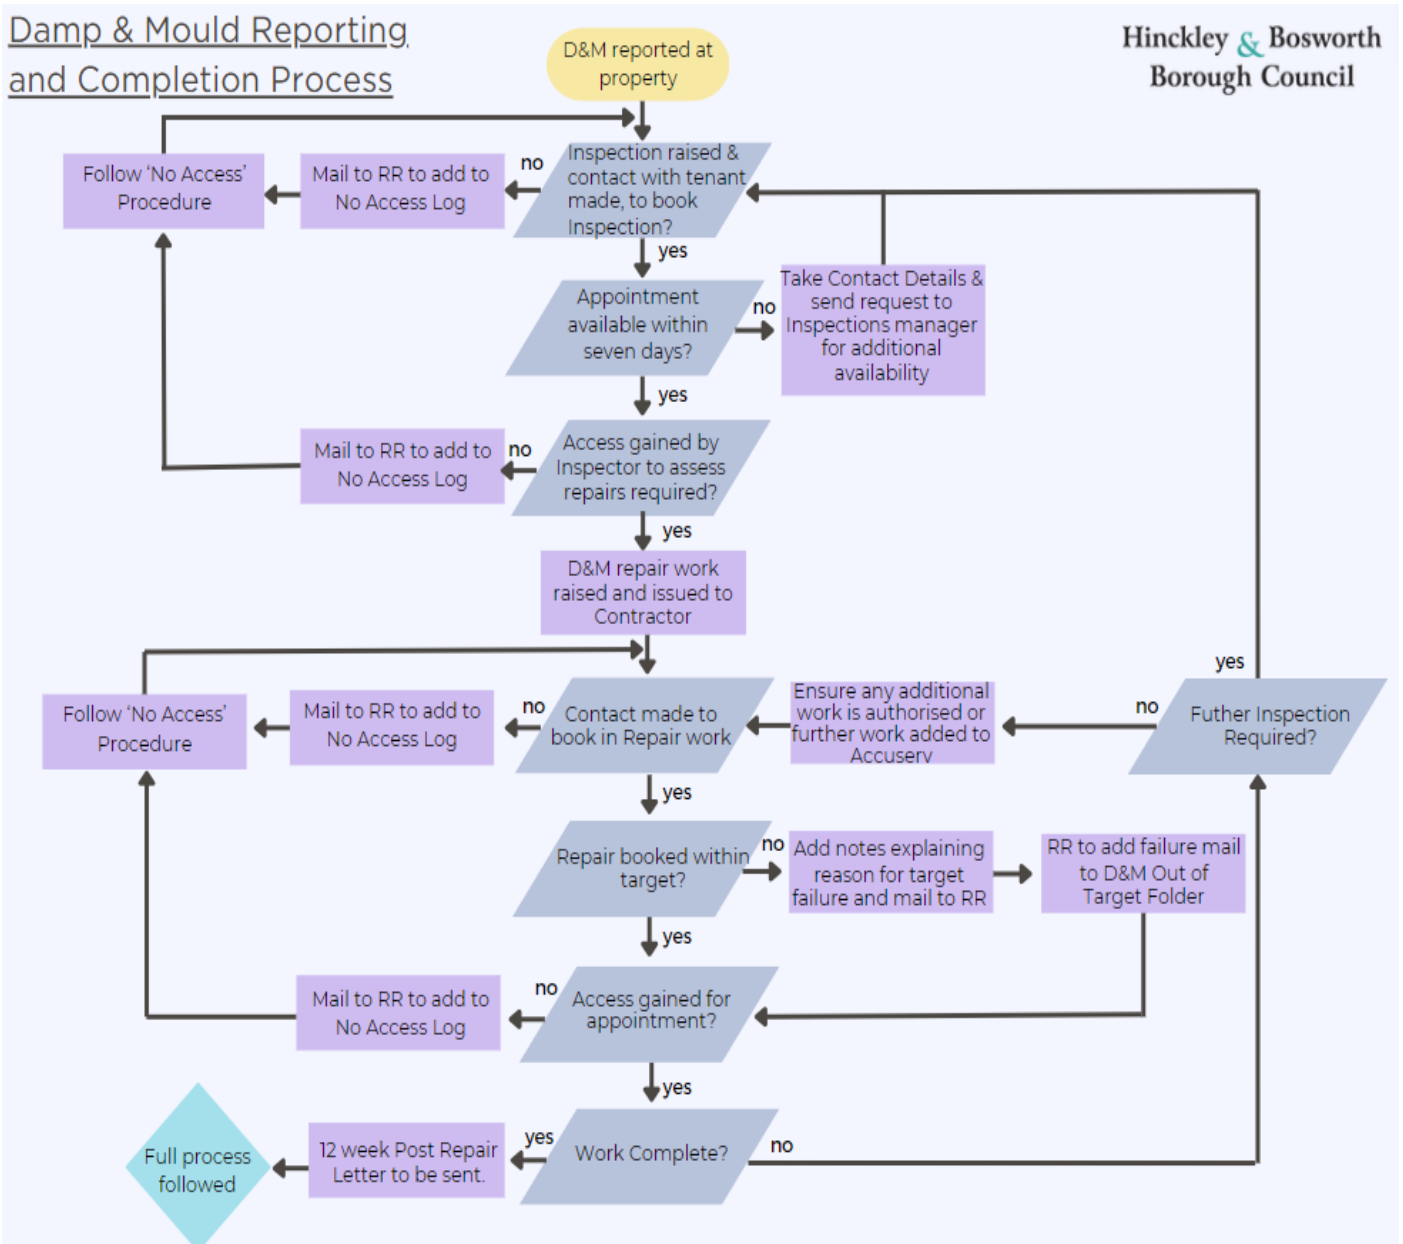 Damp & Mould Reporting
and Completion Process
Hinckley & Bosworth
Borough Council
D&M reported at
property
Follow ‘No Access’
Procedure
Mail to RR to add to
No Access Log
no
Inspection raised &
contact with tenant
made, to book
Inspection?
yes
Appointment
available within
seven days?
no
Take Contact Details &
send request to
Inspections manager
for additional
availability
yes
Mail to RR to add to
No Access Log
no
Access gained by
Inspector to assess
repairs required?
yes
D&M repair work
raised and issued to
Contractor
Follow ‘No Access’
Procedure
Mail to RR to add to
No Access Log
no
Contact made to
book in Repair work
Ensure any additional
work is authorised or
further work added to
Accuserv
no
yes
Futher Inspection
Required?
yes
Repair booked within
target?
no
Add notes explaining
reason for target
failure and mail to RR
RR to add failure mail
to D&M Out of
Target Folder
yes
Mail to RR to add to
No Access Log
no
Access gained for
appointment?
yes
Full process
followed
12 week Post Repair
Letter to be sent.
yes
Work Complete?
no